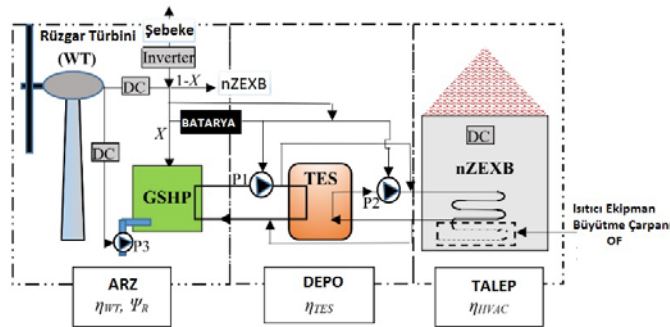 Rüzgar Türbini
(WT)
Şebeke
Inverter
DC
1-X
nZEXB
X
BATARYA
DC
GSHP
P1
TES
P2
P3
DC
nZEXB
Isıtıcı Ekipman
Büyütme Çarpanı
OF
ARZ
ηWT, ΨR
DEPO
ηTES
TALEP
ηHVAC